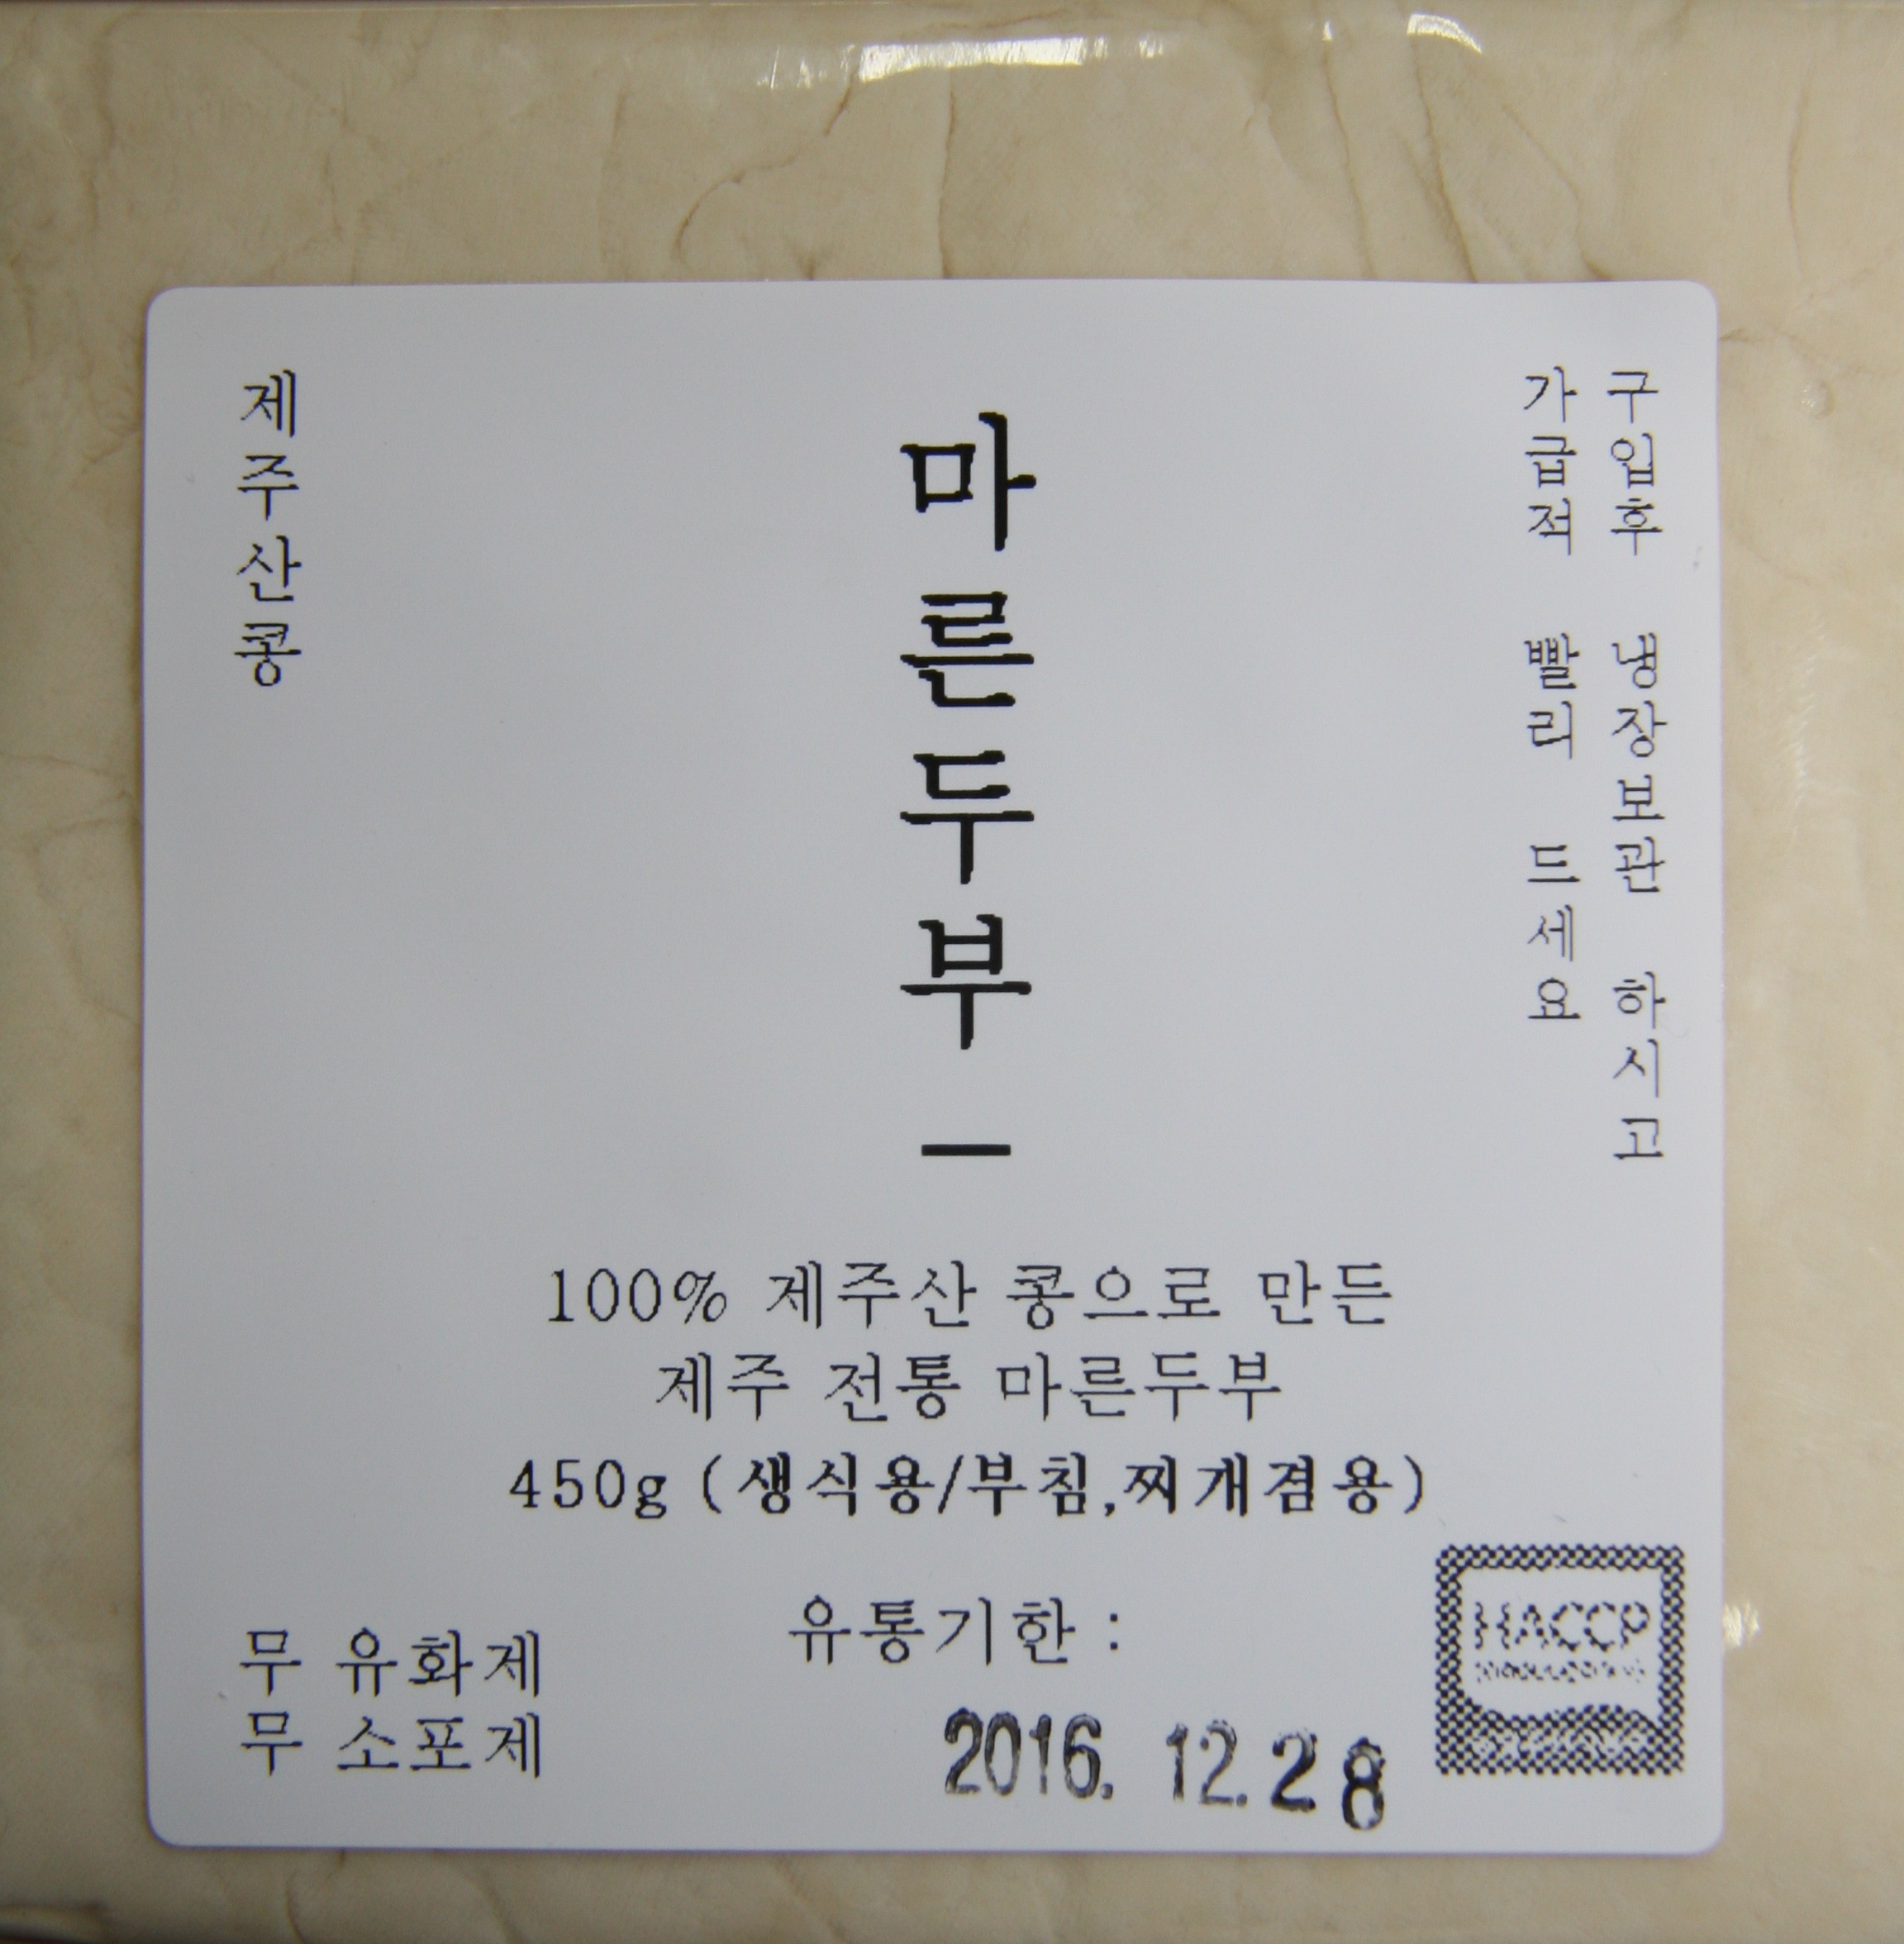 제주산콩
마른두부
구입후 냉장보관 하시고
가급적 빨리 드세요
100% 제주산 콩으로 만든
제주 전통 마른두부
450g (생식용/부침,찌개겸용)
유통기한 :
2016. 12. 28
무 유화제
무 소포제
HACCP